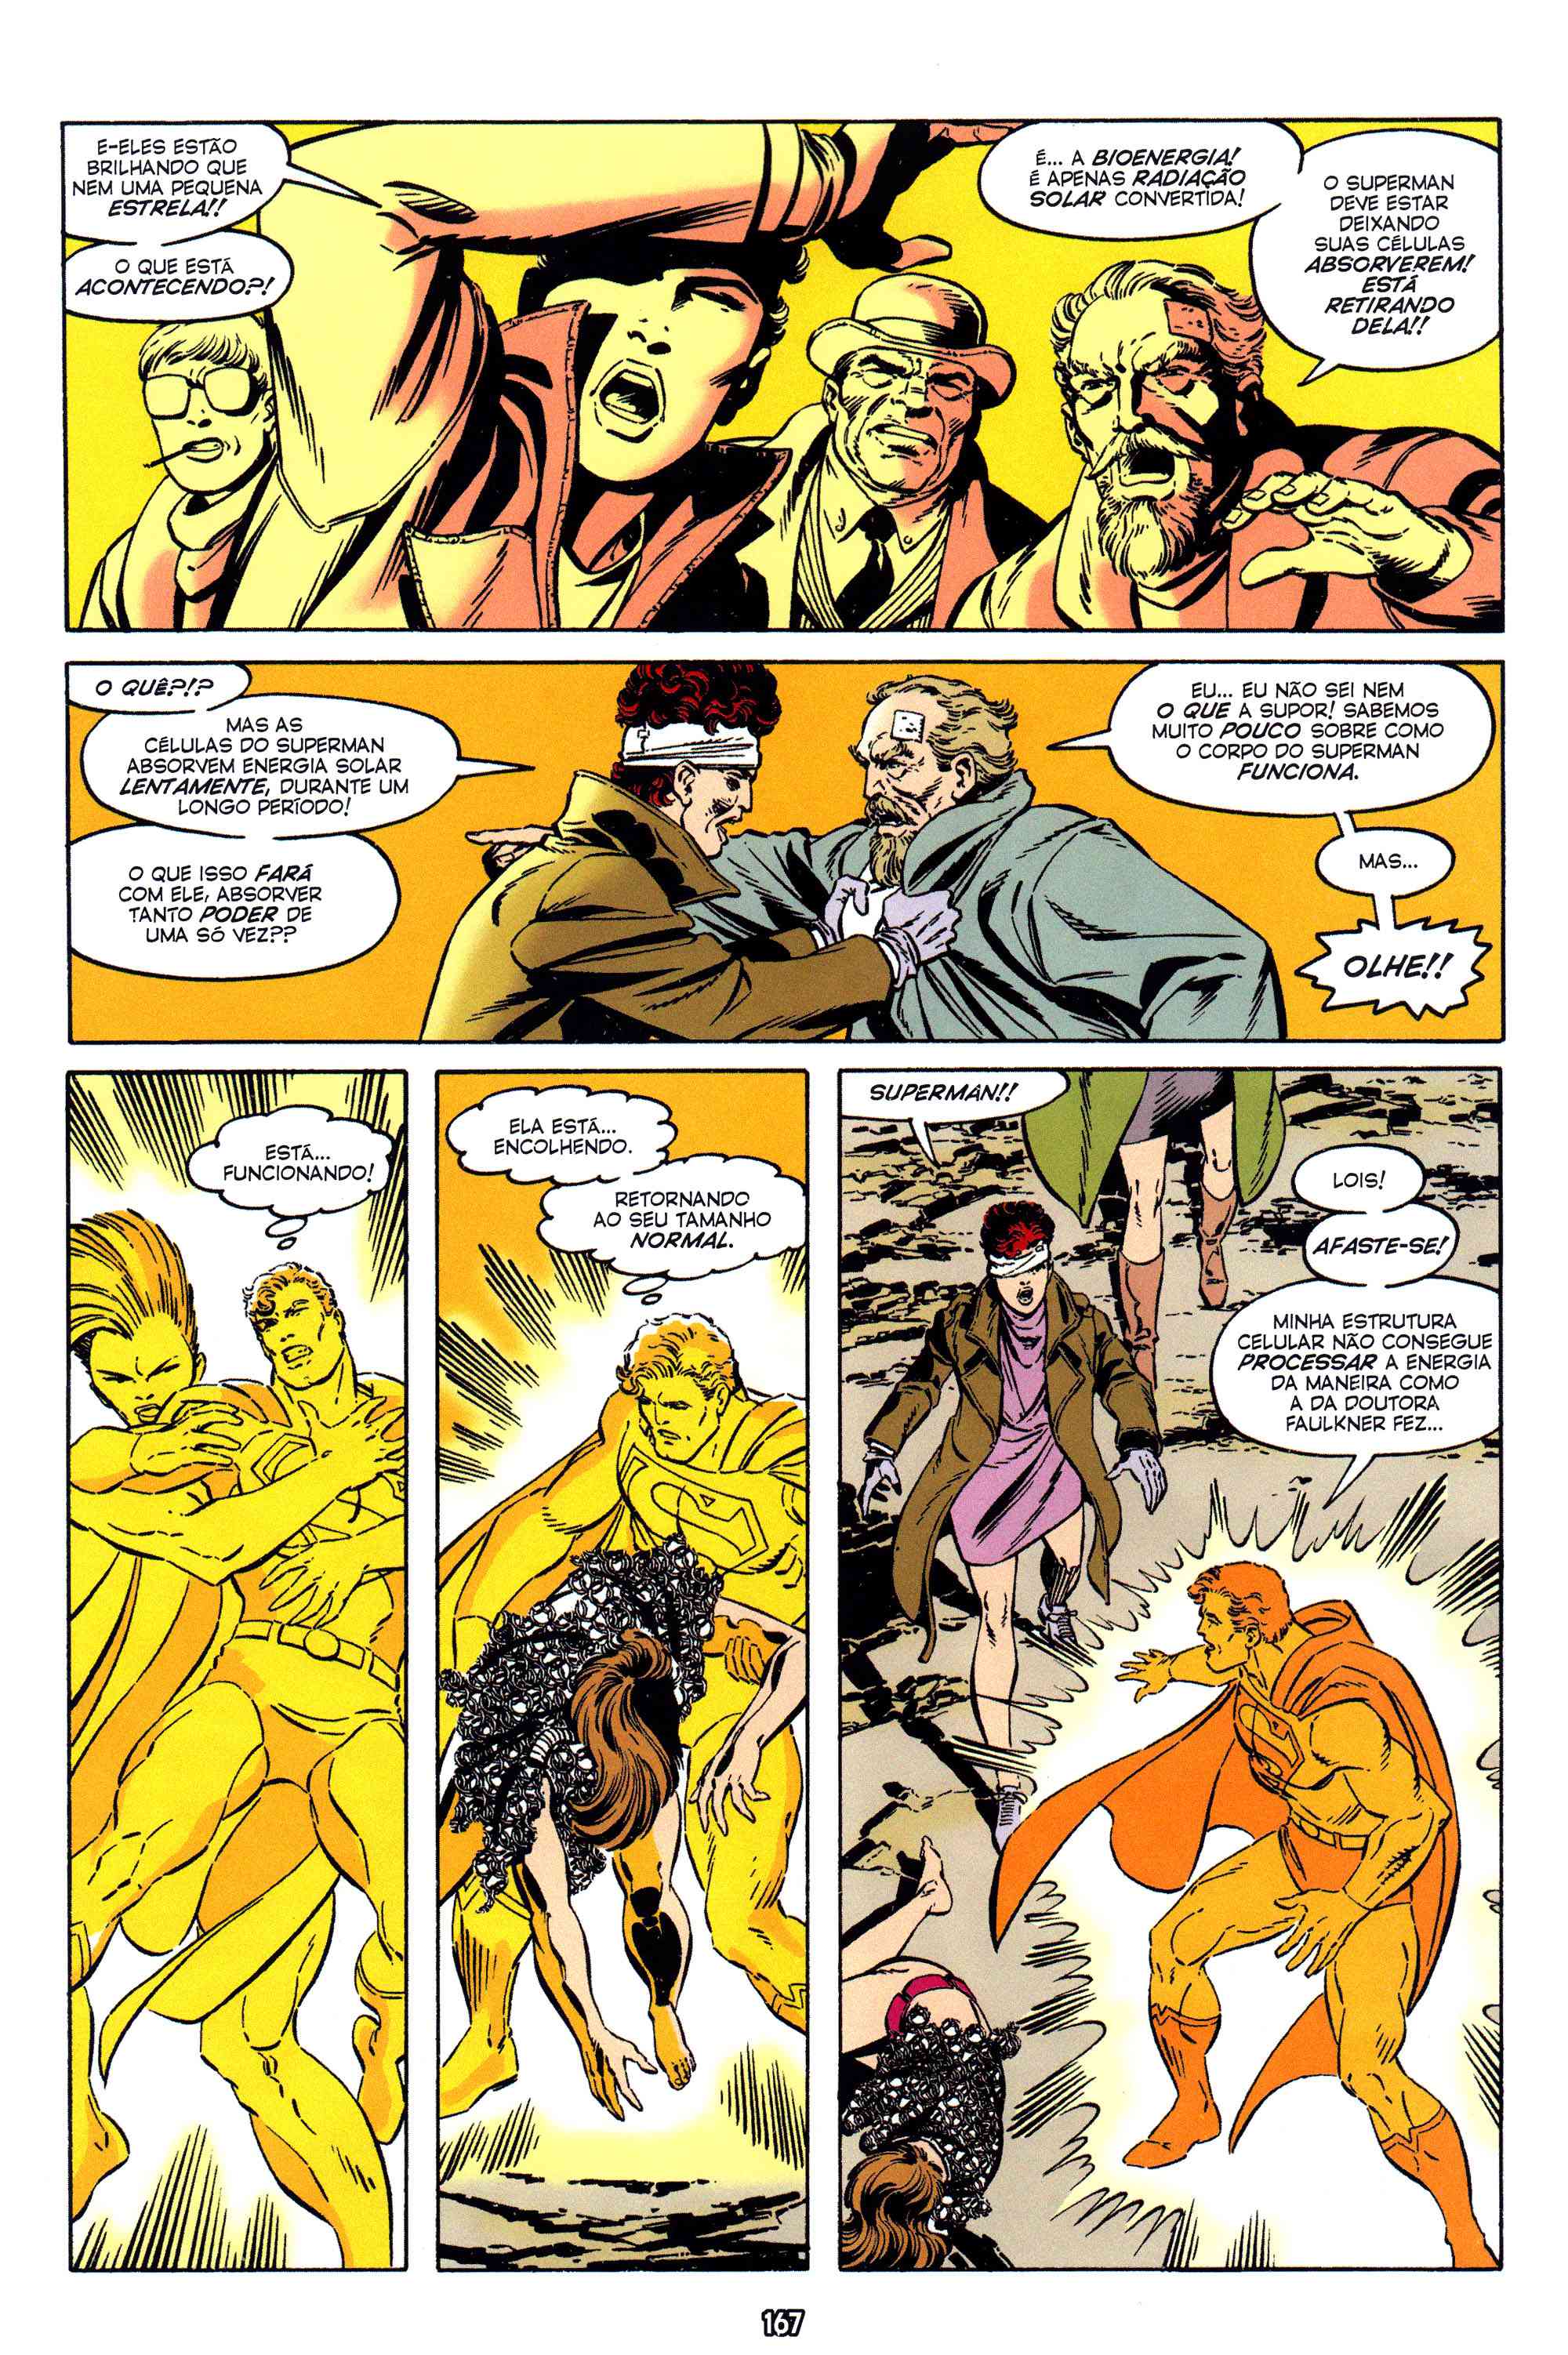 E-ELES ESTÃO
BRILHANDO QUE
NEM UMA PEQUENA
ESTRELA!!
O QUE ESTÁ
ACONTECENDO?!
É... A BIOENERGIA!
É APENAS RADIAÇÃO
SOLAR CONVERTIDA!
O SUPERMAN
DEVE ESTAR
DEIXANDO
SUAS CÉLULAS
ABSORVEREM!
ESTÁ
RETIRANDO
DELA!!
O QUÊ?!?
MAS AS
CÉLULAS DO SUPERMAN
ABSORVEM ENERGIA SOLAR
LENTAMENTE, DURANTE UM
LONGO PERÍODO!
O QUE ISSO FARÁ
COM ELE, ABSORVER
TANTO PODER DE
UMA SÓ VEZ??
EU... EU NÃO SEI NEM
O QUE A SUPOR! SABEMOS
MUITO POUCO SOBRE COMO
O CORPO DO SUPERMAN
FUNCIONA.
MAS...
OLHE!!
ESTÁ...
FUNCIONANDO!
ELA ESTÁ...
ENCOLHENDO.
RETORNANDO
AO SEU TAMANHO
NORMAL.
SUPERMAN!!
LOIS!
AFASTE-SE!
MINHA ESTRUTURA
CELULAR NÃO CONSEGUE
PROCESSAR A ENERGIA
DA MANEIRA COMO
A DA DOUTORA
FAULKNER FEZ...
167